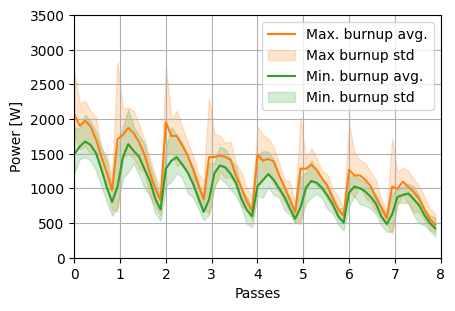 3500
3000
2500
2000
1500
1000
500
0
Power [W]
Max. burnup avg.
Max burnup std
Min. burnup avg.
Min. burnup std
0 1 2 3 4 5 6 7 8
Passes